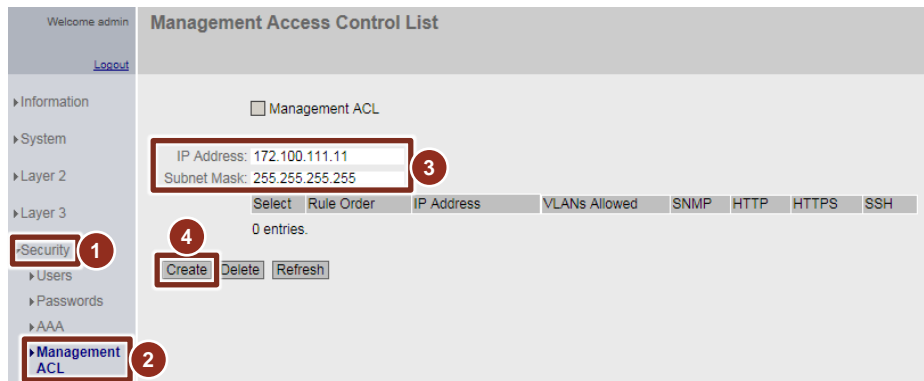 Welcome admin
Logout
Management Access Control List
Information
System
Layer 2
Layer 3
Security
1
Users
Passwords
AAA
Management
ACL
2
Management ACL
IP Address: 172.100.111.11
Subnet Mask: 255.255.255.255
3
Select Rule Order IP Address VLANs Allowed SNMP HTTP HTTPS SSH
0 entries.
4
Create Delete Refresh